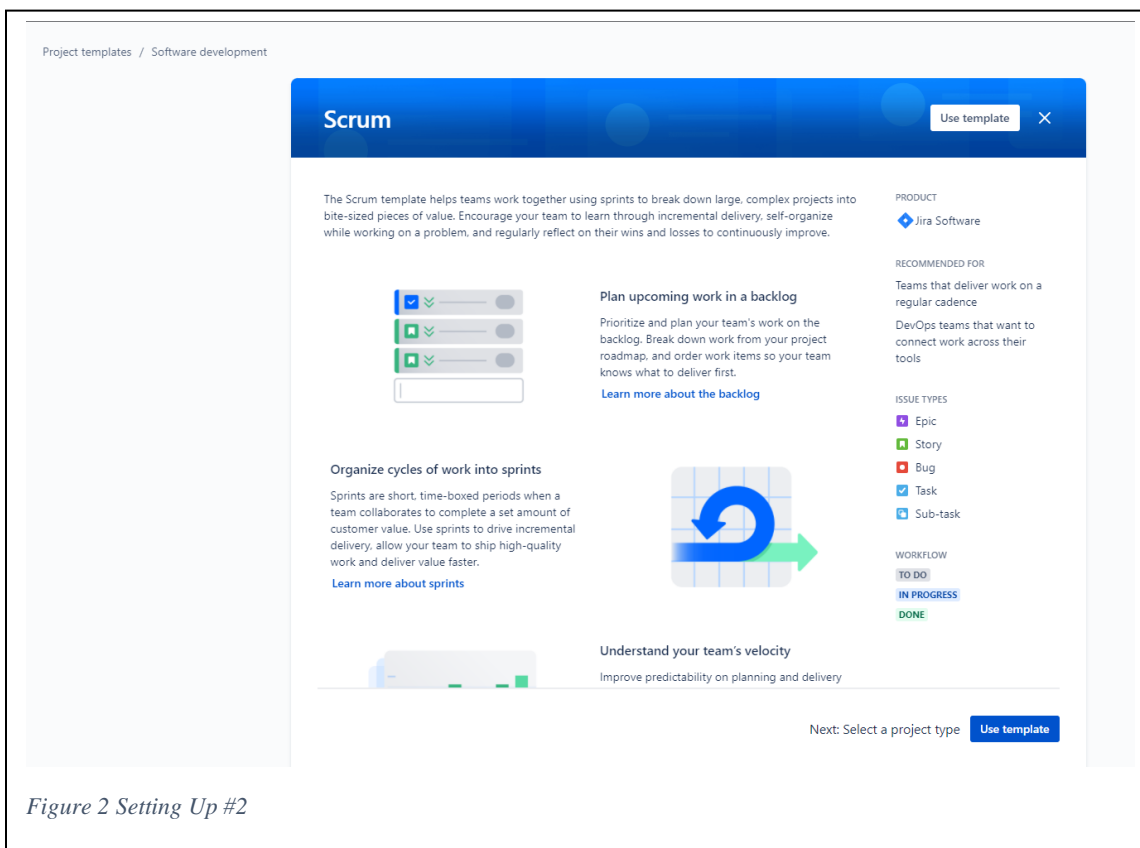 Project templates / Software development
Scrum
Use template
The Scrum template helps teams work together using sprints to break down large, complex projects into
bite-sized pieces of value. Encourage your team to learn through incremental delivery, self-organize
while working on a problem, and regularly reflect on their wins and losses to continuously improve.
Plan upcoming work in a backlog
Prioritize and plan your team's work on the
backlog. Break down work from your project
roadmap, and order work items so your team
knows what to deliver first.
Learn more about the backlog
Organize cycles of work into sprints
Sprints are short, time-boxed periods when a
team collaborates to complete a set amount of
customer value. Use sprints to drive incremental
delivery, allow your team to ship high-quality
work and deliver value faster.
Learn more about sprints
Understand your team's velocity
Improve predictability on planning and delivery
PRODUCT
Jira Software
RECOMMENDED FOR
Teams that deliver work on a
regular cadence
DevOps teams that want to
connect work across their
tools
ISSUE TYPES
Epic
Story
Bug
Task
Sub-task
WORKFLOW
TO DO
IN PROGRESS
DONE
Next: Select a project type
Use template
Figure 2 Setting Up #2